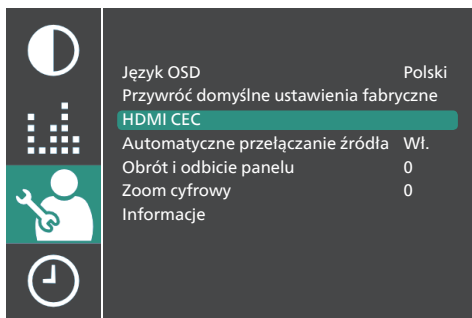 Język OSD Polski
Przywróć domyślne ustawienia fabryczne
HDMI CEC
Automatyczne przełączanie źródła Wł.
Obrót i odbicie panelu 0
Zoom cyfrowy 0
Informacje